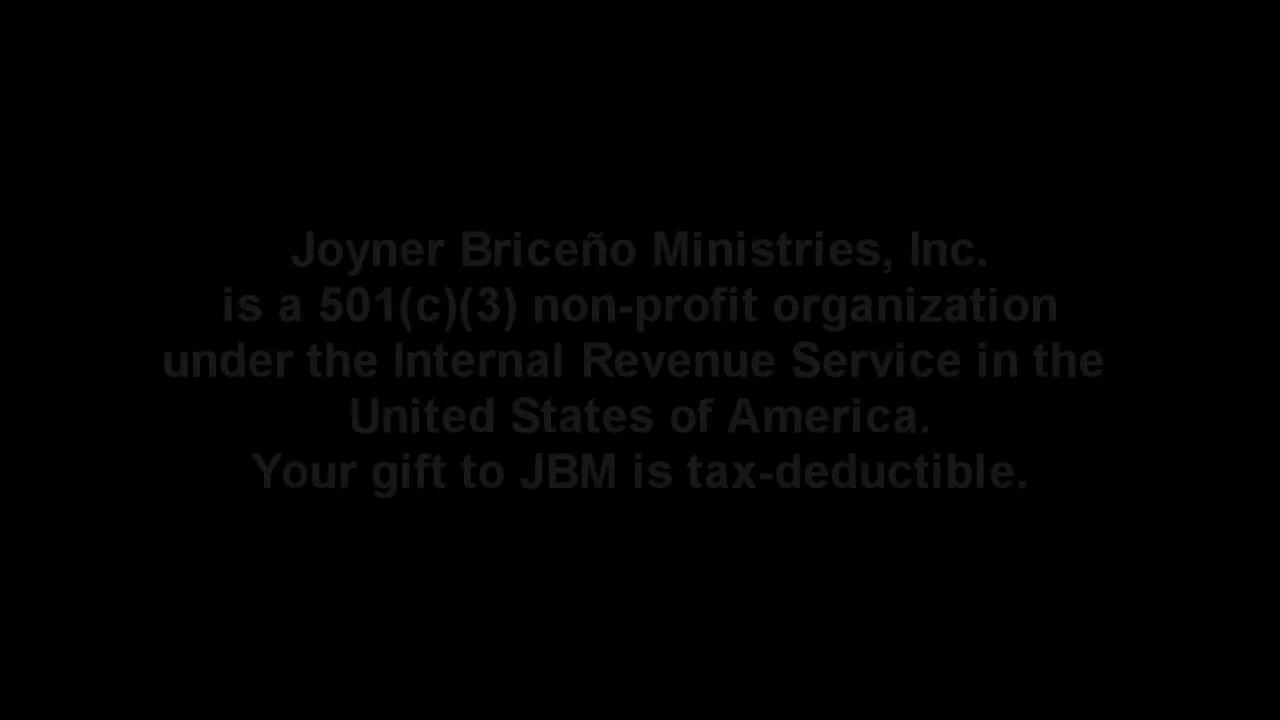 Joyner Briceño Ministries, Inc.
is a 501(c)(3) non-profit organization
under the Internal Revenue Service in the
United States of America.
Your gift to JBM is tax-deductible.